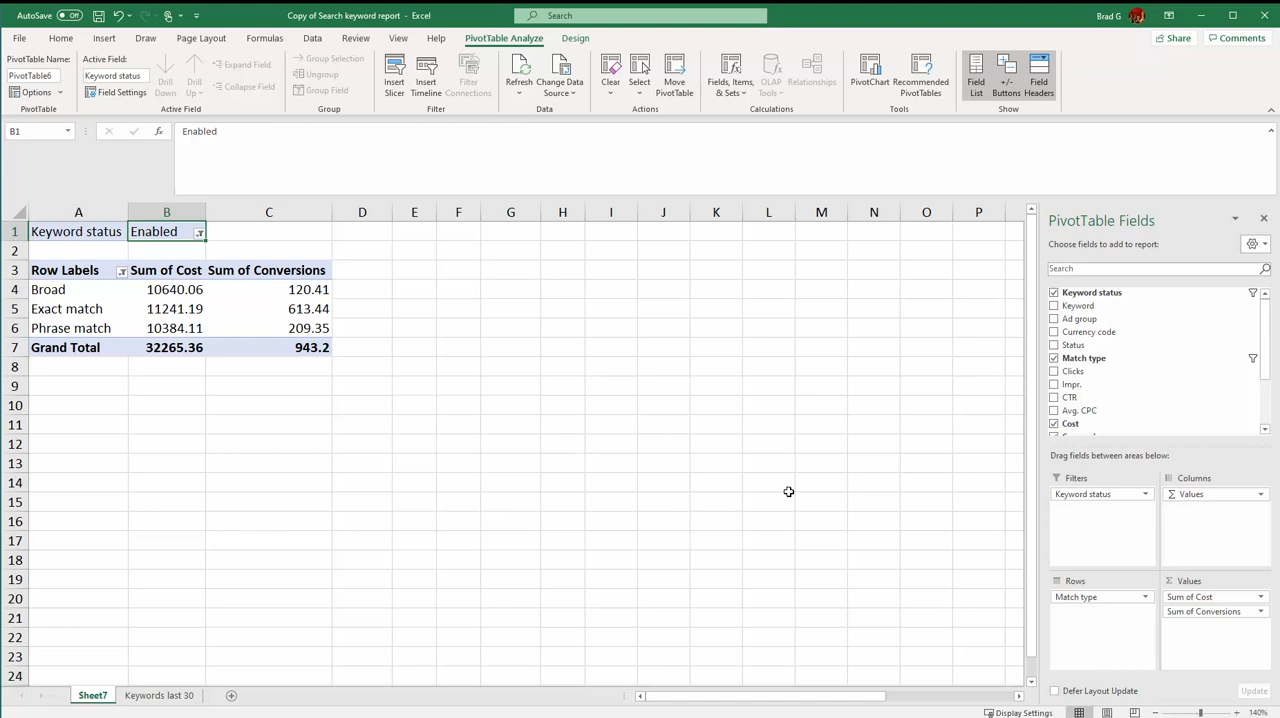 AutoSave Off Copy of Search keyword report - Excel Search Brad G
File Home Insert Draw Page Layout Formulas Data Review View Help PivotTable Analyze Design Share Comments
PivotTable Name:
PivotTable6
Options
PivotTable
Active Field:
Keyword status
Field Settings
Drill Down
Drill Up
Expand Field
Collapse Field
Active Field
Group Selection
Ungroup
Group Field
Group
Insert Slicer
Insert Timeline
Filter Connections
Filter
Refresh
Change Data Source
Data
Clear
Select
Move PivotTable
Actions
Fields, Items, & Sets
OLAP Tools
Relationships
Calculations
PivotChart
Recommended PivotTables
Tools
Field List
+/- Buttons
Field Headers
Show
B1 fx Enabled
A B C D E F G H I J K L M N O P
1 Keyword status Enabled
2
3 Row Labels Sum of Cost Sum of Conversions
4 Broad 10640.06 120.41
5 Exact match 11241.19 613.44
6 Phrase match 10384.11 209.35
7 Grand Total 32265.36 943.2
8
9
10
11
12
13
14
15
16
17
18
19
20
21
22
23
24
PivotTable Fields
Choose fields to add to report:
Search
Keyword status
Keyword
Ad group
Currency code
Status
Match type
Clicks
Impr.
CTR
Avg. CPC
Cost
Drag fields between areas below:
Filters
Keyword status
Columns
Σ Values
Rows
Match type
Σ Values
Sum of Cost
Sum of Conversions
Defer Layout Update Update
Sheet7 Keywords last 30
Display Settings 140%